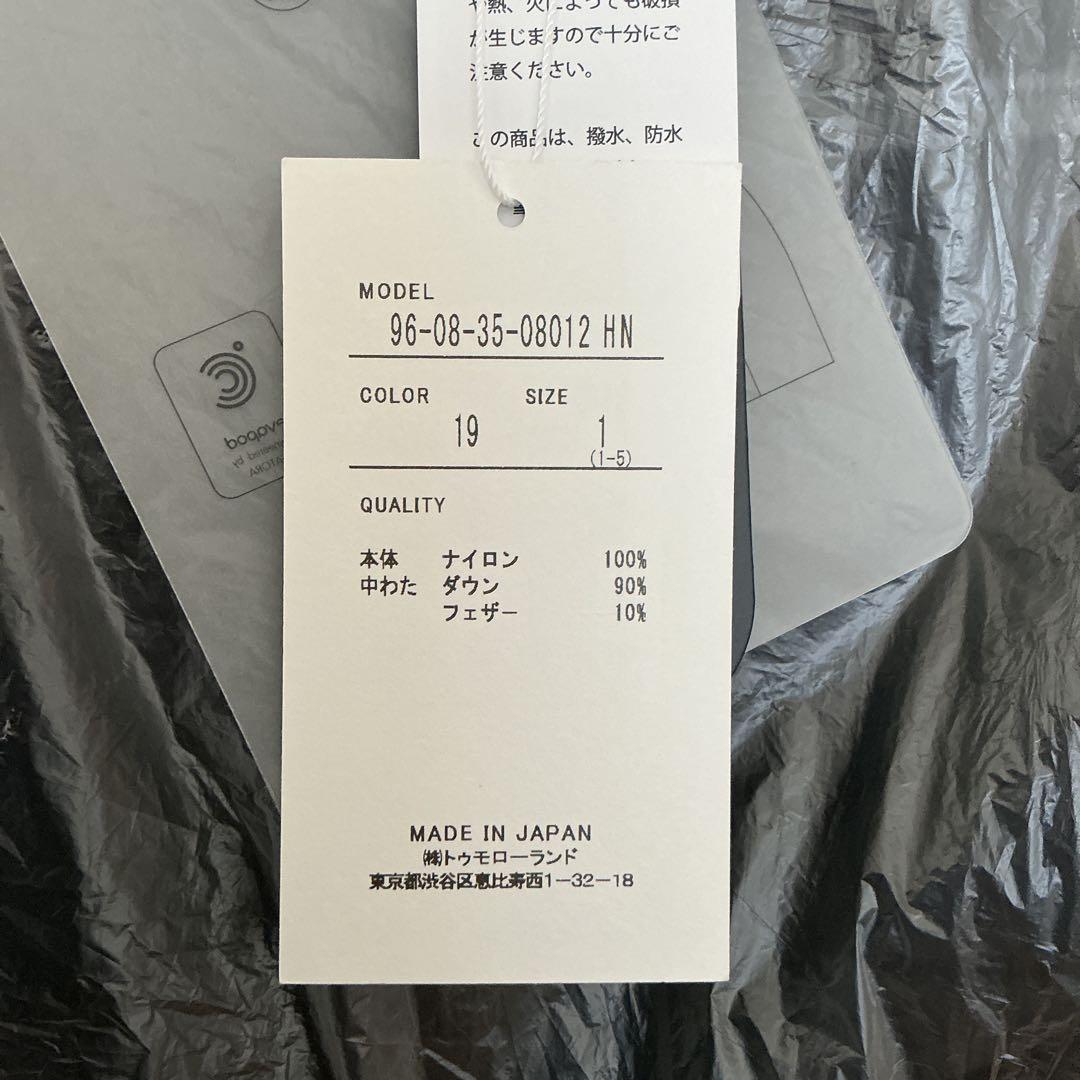 や熱、火によっても破損
が生じますので十分にご
注意ください。
この商品は、撥水、防水
MODEL
96-08-35-08012 HN
COLOR SIZE
19 1
(1-5)
QUALITY
本体 ナイロン 100%
中わた ダウン 90%
フェザー 10%
MADE IN JAPAN
㈱トゥモローランド
東京都渋谷区恵比寿西1-32-18
evapod
powered by